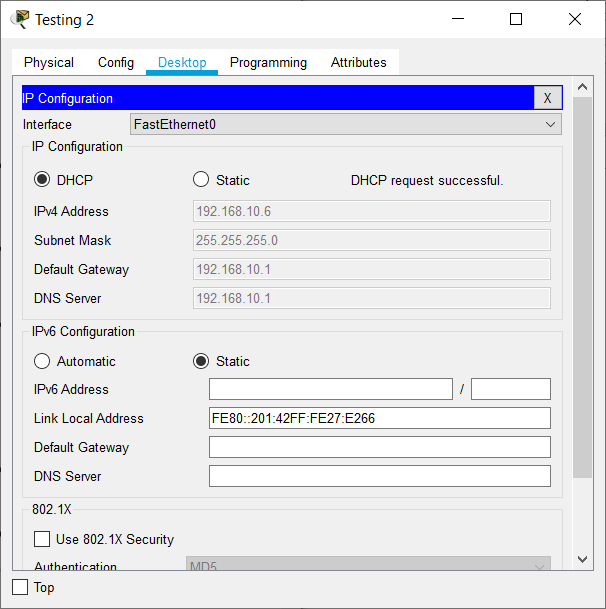 Testing 2
Physical Config Desktop Programming Attributes
IP Configuration X
Interface FastEthernet0
IP Configuration
DHCP Static DHCP request successful.
IPv4 Address 192.168.10.6
Subnet Mask 255.255.255.0
Default Gateway 192.168.10.1
DNS Server 192.168.10.1
IPv6 Configuration
Automatic Static
IPv6 Address /
Link Local Address FE80::201:42FF:FE27:E266
Default Gateway
DNS Server
802.1X
Use 802.1X Security
Authentication MD5
Top